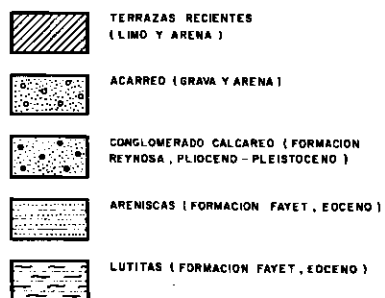 TERRAZAS RECIENTES
(LIMO Y ARENA)
ACARREO (GRAVA Y ARENA)
CONGLOMERADO CALCAREO (FORMACION
REYNOSA, PLIOCENO - PLEISTOCENO)
ARENISCAS (FORMACION FAYET, EOCENO)
LUTITAS (FORMACION FAYET, EOCENO)